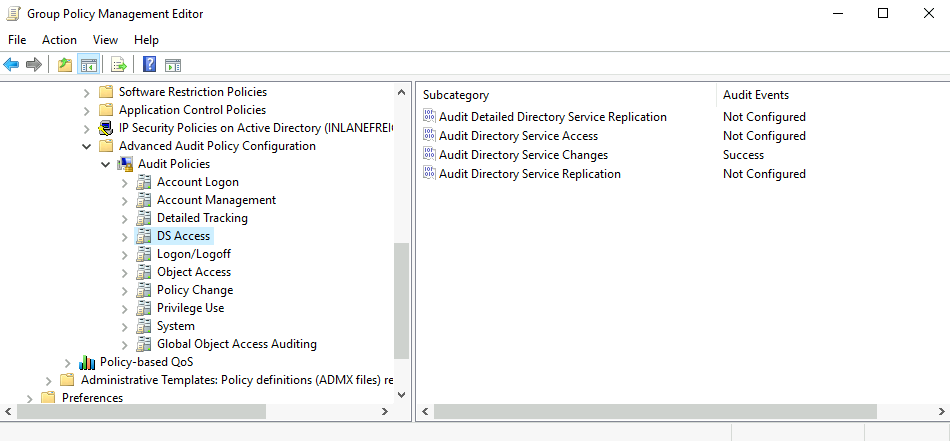 Group Policy Management Editor
File Action View Help
Software Restriction Policies
Application Control Policies
IP Security Policies on Active Directory (INLANEFREI
Advanced Audit Policy Configuration
Audit Policies
Account Logon
Account Management
Detailed Tracking
DS Access
Logon/Logoff
Object Access
Policy Change
Privilege Use
System
Global Object Access Auditing
Policy-based QoS
Administrative Templates: Policy definitions (ADMX files) re
Preferences
Subcategory Audit Events
Audit Detailed Directory Service Replication Not Configured
Audit Directory Service Access Not Configured
Audit Directory Service Changes Success
Audit Directory Service Replication Not Configured